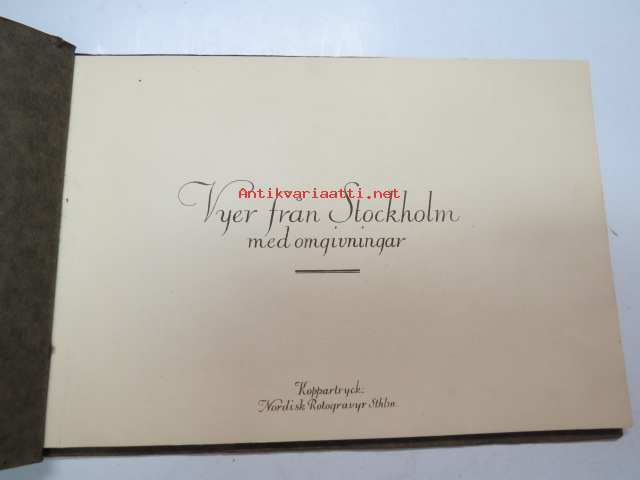 Antikvariaatti.net
Vyer från Stockholm
med omgivningar
Koppartryck:
Nordisk Rotogravyr Sthlm.